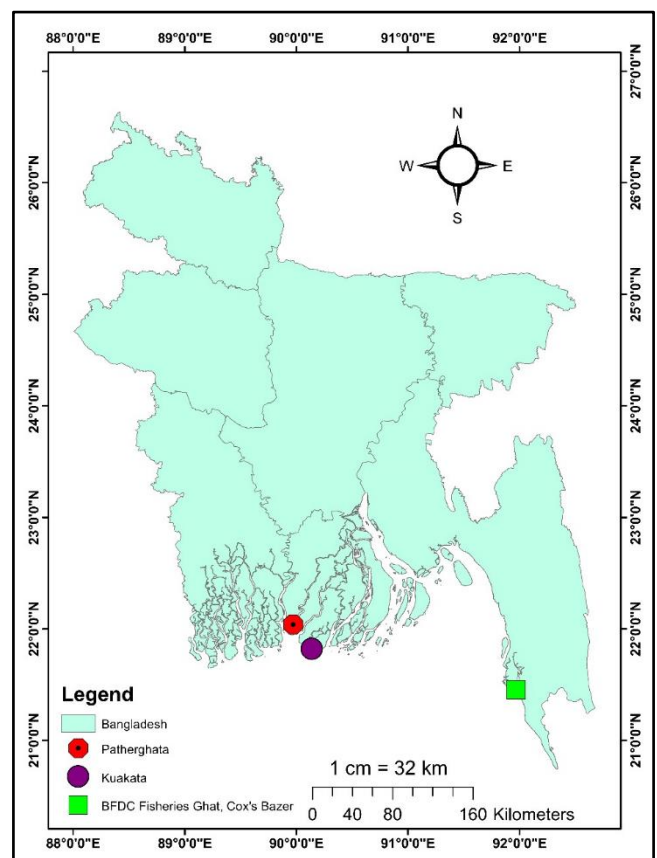 88°0'0"E 89°0'0"E 90°0'0"E 91°0'0"E 92°0'0"E
27°0'0"N
26°0'0"N
25°0'0"N
24°0'0"N
23°0'0"N
22°0'0"N
21°0'0"N
N
W E
S
27°0'0"N
26°0'0"N
25°0'0"N
24°0'0"N
23°0'0"N
22°0'0"N
21°0'0"N
Legend
Bangladesh
Patherghata
Kuakata
BFDC Fisheries Ghat, Cox's Bazer
1 cm = 32 km
0 40 80 160 Kilometers
88°0'0"E 89°0'0"E 90°0'0"E 91°0'0"E 92°0'0"E